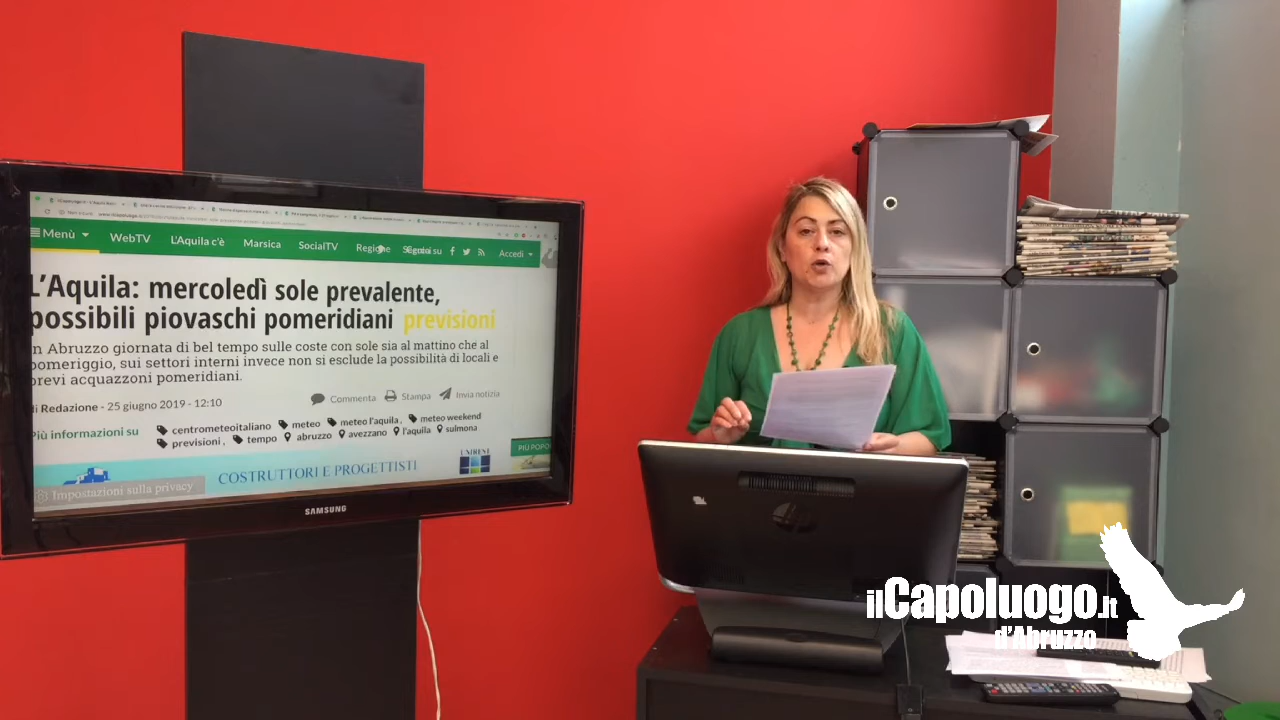 Menù
WebTV
L'Aquila c'è
Marsica
SocialTV
Regione
Accedi
L'Aquila: mercoledì sole prevalente,
possibili piovaschi pomeridiani previsioni
In Abruzzo giornata di bel tempo sulle coste con sole sia al mattino che al
pomeriggio, sui settori interni invece non si esclude la possibilità di locali e
brevi acquazzoni pomeridiani.
di Redazione - 25 giugno 2019 - 12:10
Commenta
Stampa
Invia notizia
Più informazioni su
centrometeoitaliano meteo meteo l'aquila, meteo weekend
previsioni, tempo abruzzo avezzano l'aquila sulmona
COSTRUTTORI E PROGETTISTI
PIÙ POPO
Impostazioni sulla privacy
SAMSUNG
ilCapoluogo.it
d'Abruzzo